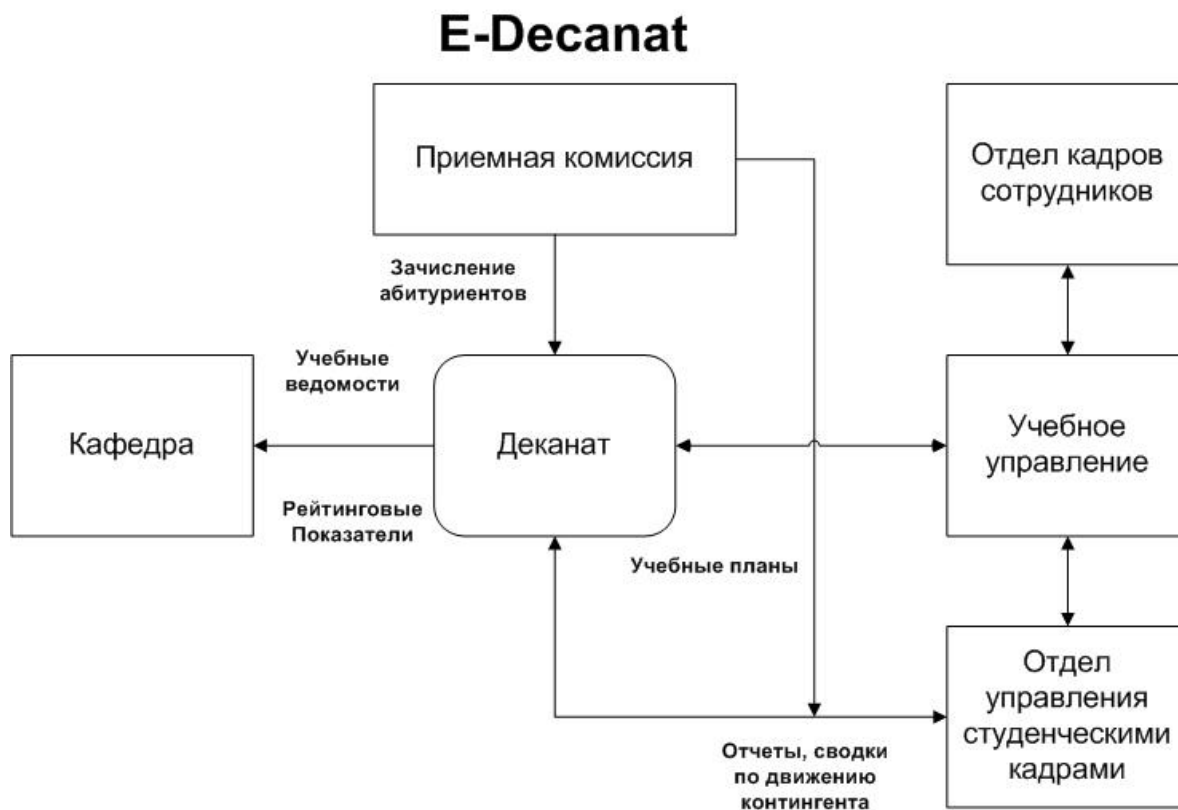 E-Decanat
Приемная комиссия
Отдел кадров
сотрудников
Зачисление
абитуриентов
Учебные
ведомости
Кафедра
Деканат
Учебное
управление
Рейтинговые
Показатели
Учебные планы
Отдел
управления
студенческими
кадрами
Отчеты, сводки
по движению
контингента